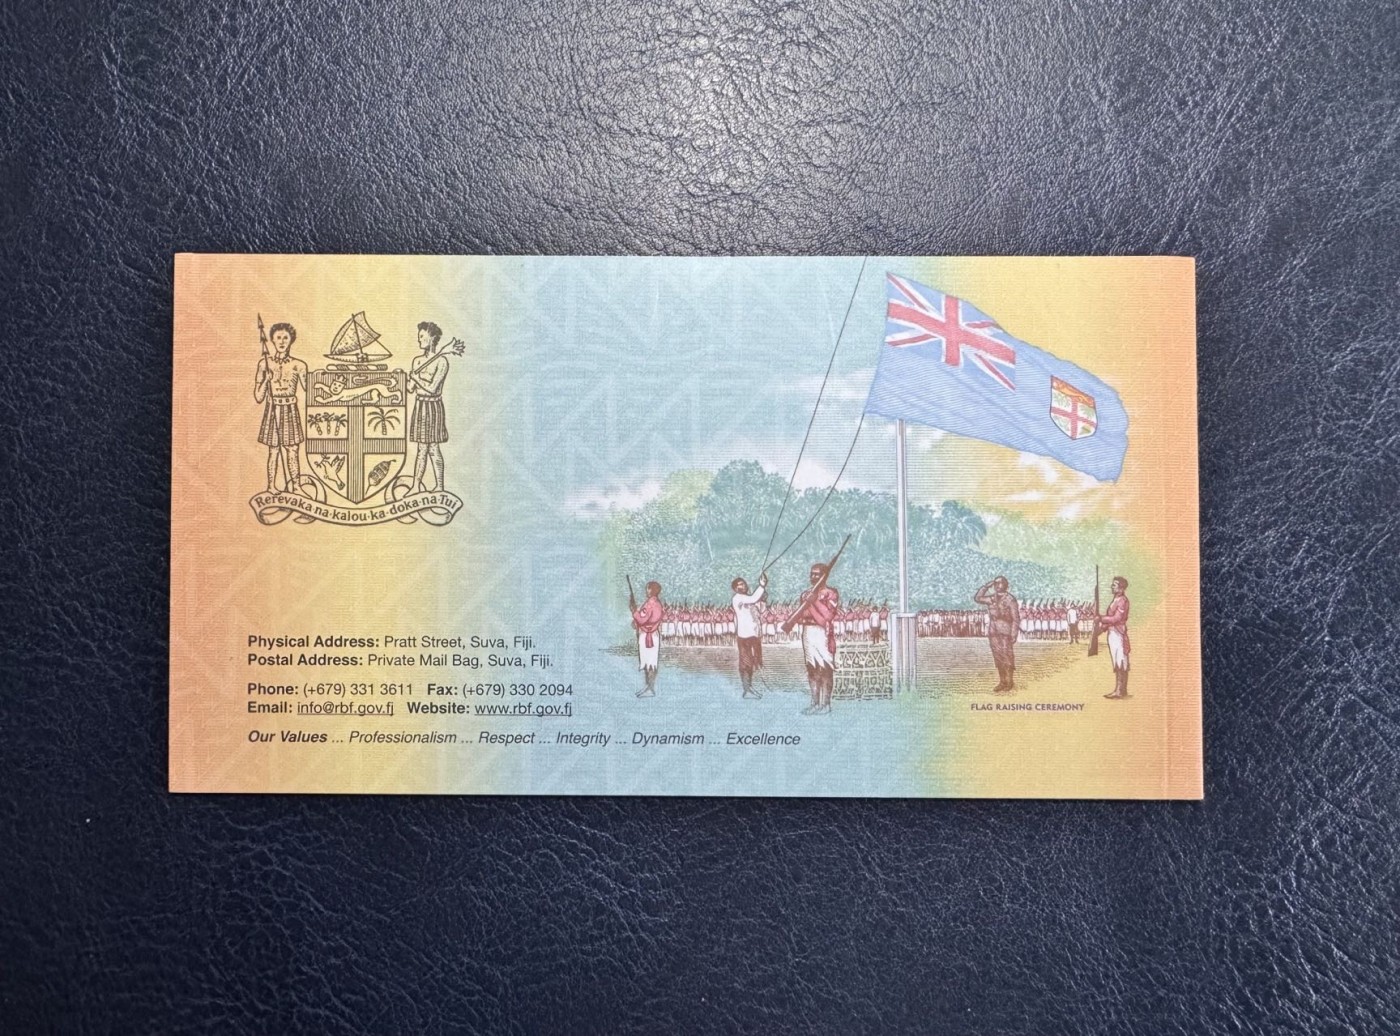 Rerevaka·na·kalou·ka·doka·na·Tui
Physical Address: Pratt Street, Suva, Fiji.
Postal Address: Private Mail Bag, Suva, Fiji.
Phone: (+679) 331 3611 Fax: (+679) 330 2094
Email: info@rbf.gov.fj Website: www.rbf.gov.fj
Our Values ... Professionalism ... Respect ... Integrity ... Dynamism ... Excellence
FLAG RAISING CEREMONY